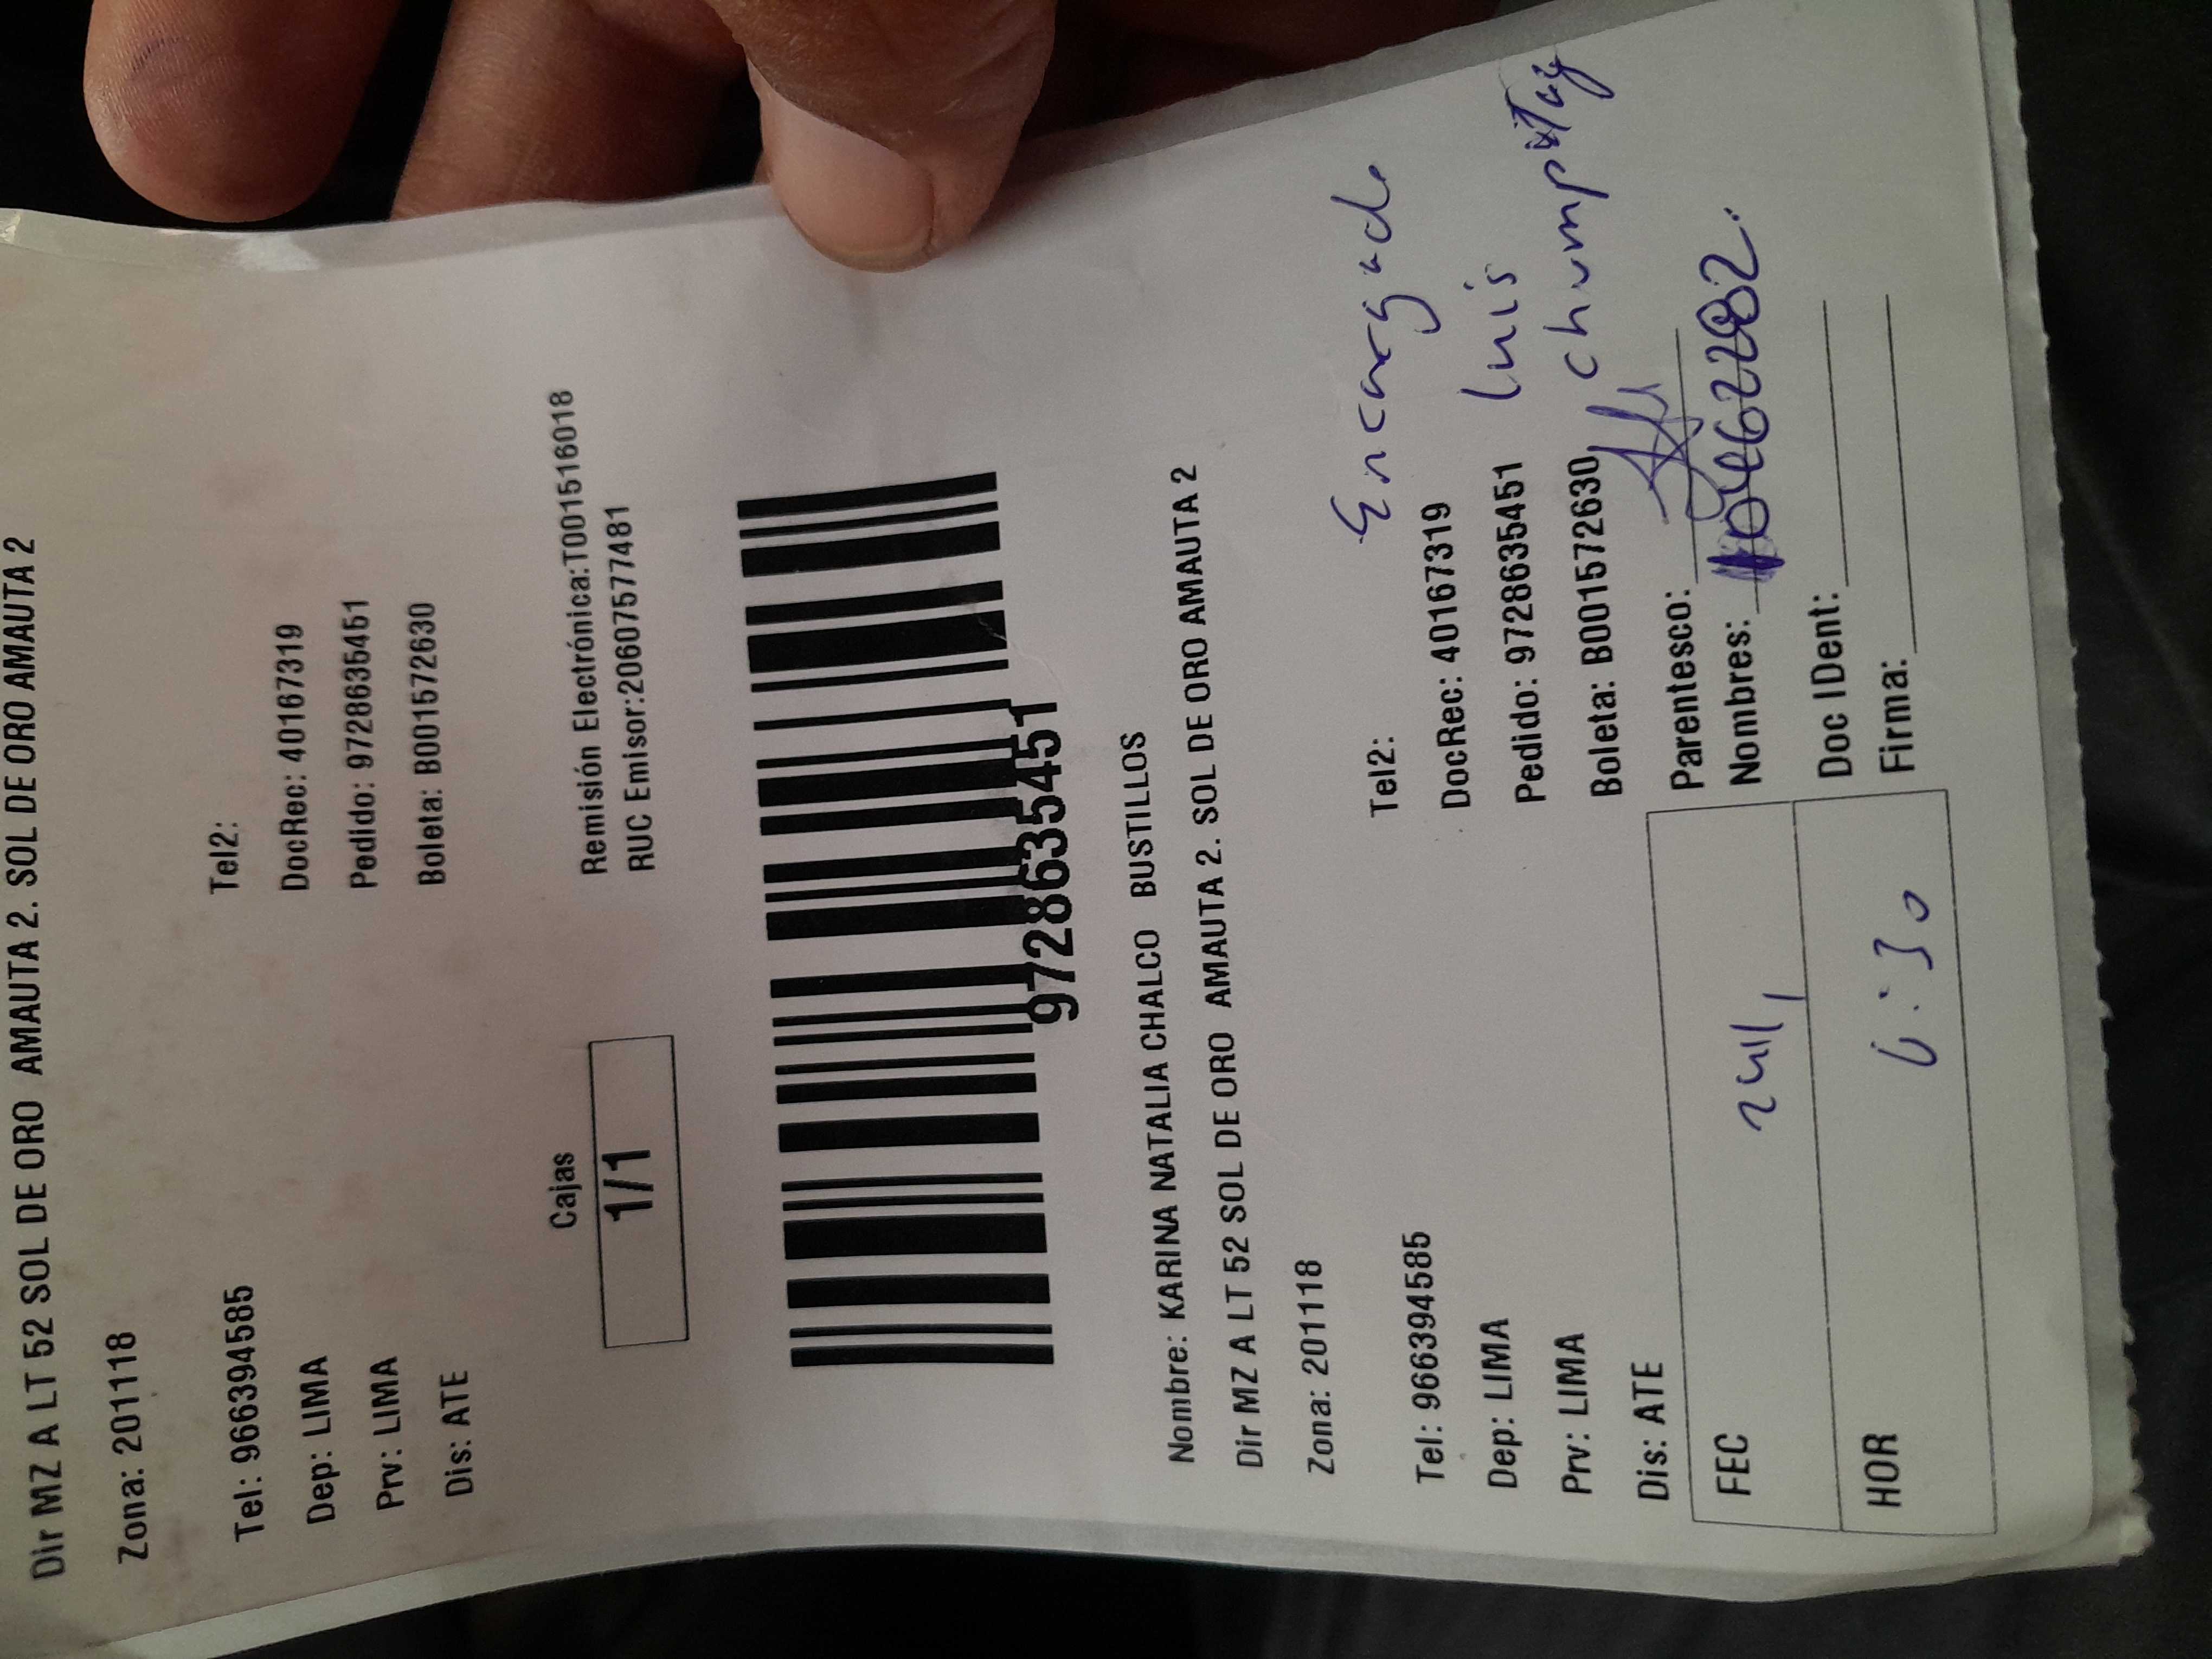 Dir MZ A LT 52 SOL DE ORO AMAUTA 2. SOL DE ORO AMAUTA 2
Zona: 201118
Tel: 966394585 Tel2:
Dep: LIMA DocRec: 40167319
Prv: LIMA Pedido: 9728635451
Dis: ATE Boleta: B001572630
Cajas
1/1
Remisión Electrónica:T001516018
RUC Emisor:20607577481
9728635451
Nombre: KARINA NATALIA CHALCO BUSTILLOS
Dir MZ A LT 52 SOL DE ORO AMAUTA 2. SOL DE ORO AMAUTA 2
Zona: 201118
Encargado
Tel: 966394585 Tel2:
Dep: LIMA DocRec: 40167319 Luis
Prv: LIMA Pedido: 9728635451 chumpitaz
Dis: ATE Boleta: B001572630
FEC Parentesco:
Nombres:
HOR 6:30 Doc IDent:
Firma: